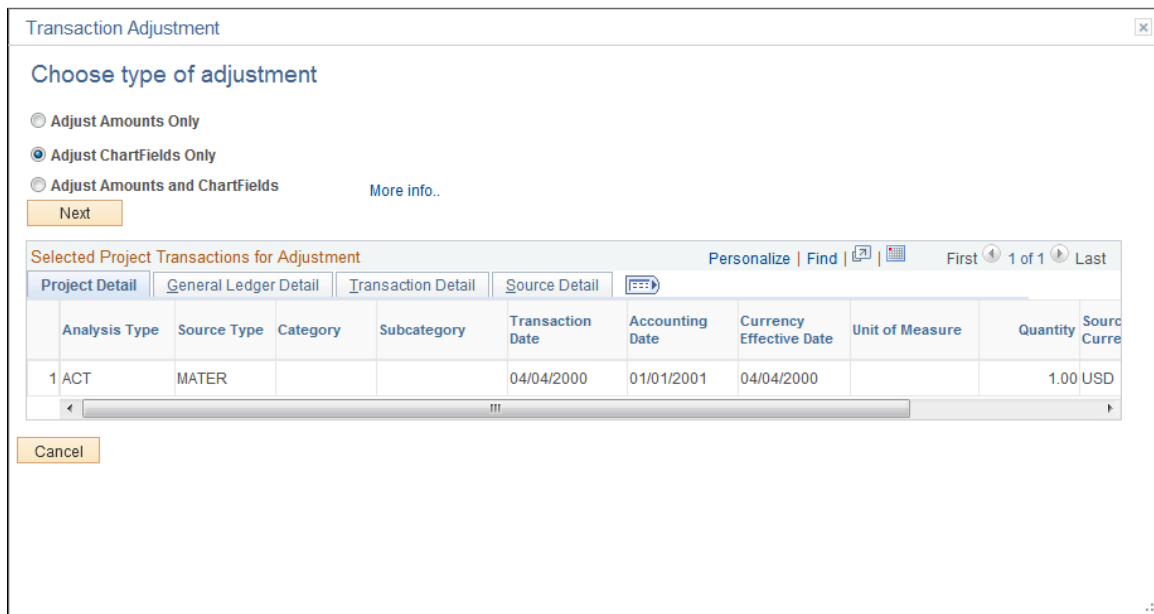 Transaction Adjustment
Choose type of adjustment
Adjust Amounts Only
Adjust ChartFields Only
Adjust Amounts and ChartFields More info..
Next
Selected Project Transactions for Adjustment Personalize | Find | | First 1 of 1 Last
Project Detail General Ledger Detail Transaction Detail Source Detail
Analysis Type Source Type Category Subcategory Transaction Date Accounting Date Currency Effective Date Unit of Measure Quantity Sourc Curre
1 ACT MATER 04/04/2000 01/01/2001 04/04/2000 1.00 USD
Cancel